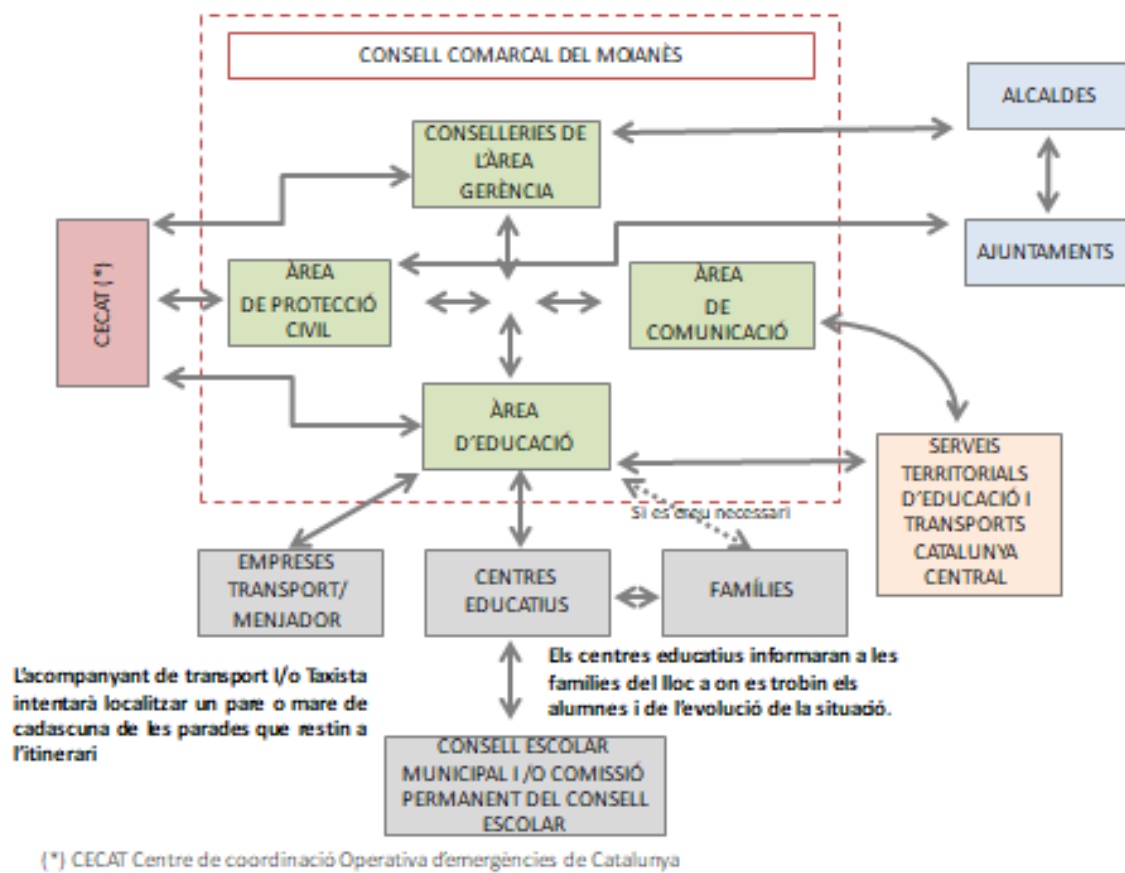 CONSELL COMARCAL DEL MOIANÈS
ALCALDES
CONSELLERIES DE
L'ÀREA
GERÈNCIA
CECAT (*)
AJUNTAMENTS
ÀREA
DE PROTECCIÓ
CIVIL
ÀREA
DE
COMUNICACIÓ
ÀREA
D'EDUCACIÓ
SERVEIS
TERRITORIALS
D'EDUCACIÓ I
TRANSPORTS
CATALUNYA
CENTRAL
Si es creu necessari
EMPRESES
TRANSPORT/
MENJADOR
CENTRES
EDUCATIUS
FAMÍLIES
L'acompanyant de transport I/o Taxista
intentarà localitzar un pare o mare de
cadascuna de les parades que restin a
l'itinerari
Els centres educatius informaran a les
famílies del lloc a on es trobin els
alumnes i de l'evolució de la situació.
CONSELL ESCOLAR
MUNICIPAL I /O COMISSIÓ
PERMANENT DEL CONSELL
ESCOLAR
(*) CECAT Centre de coordinació Operativa d'emergències de Catalunya